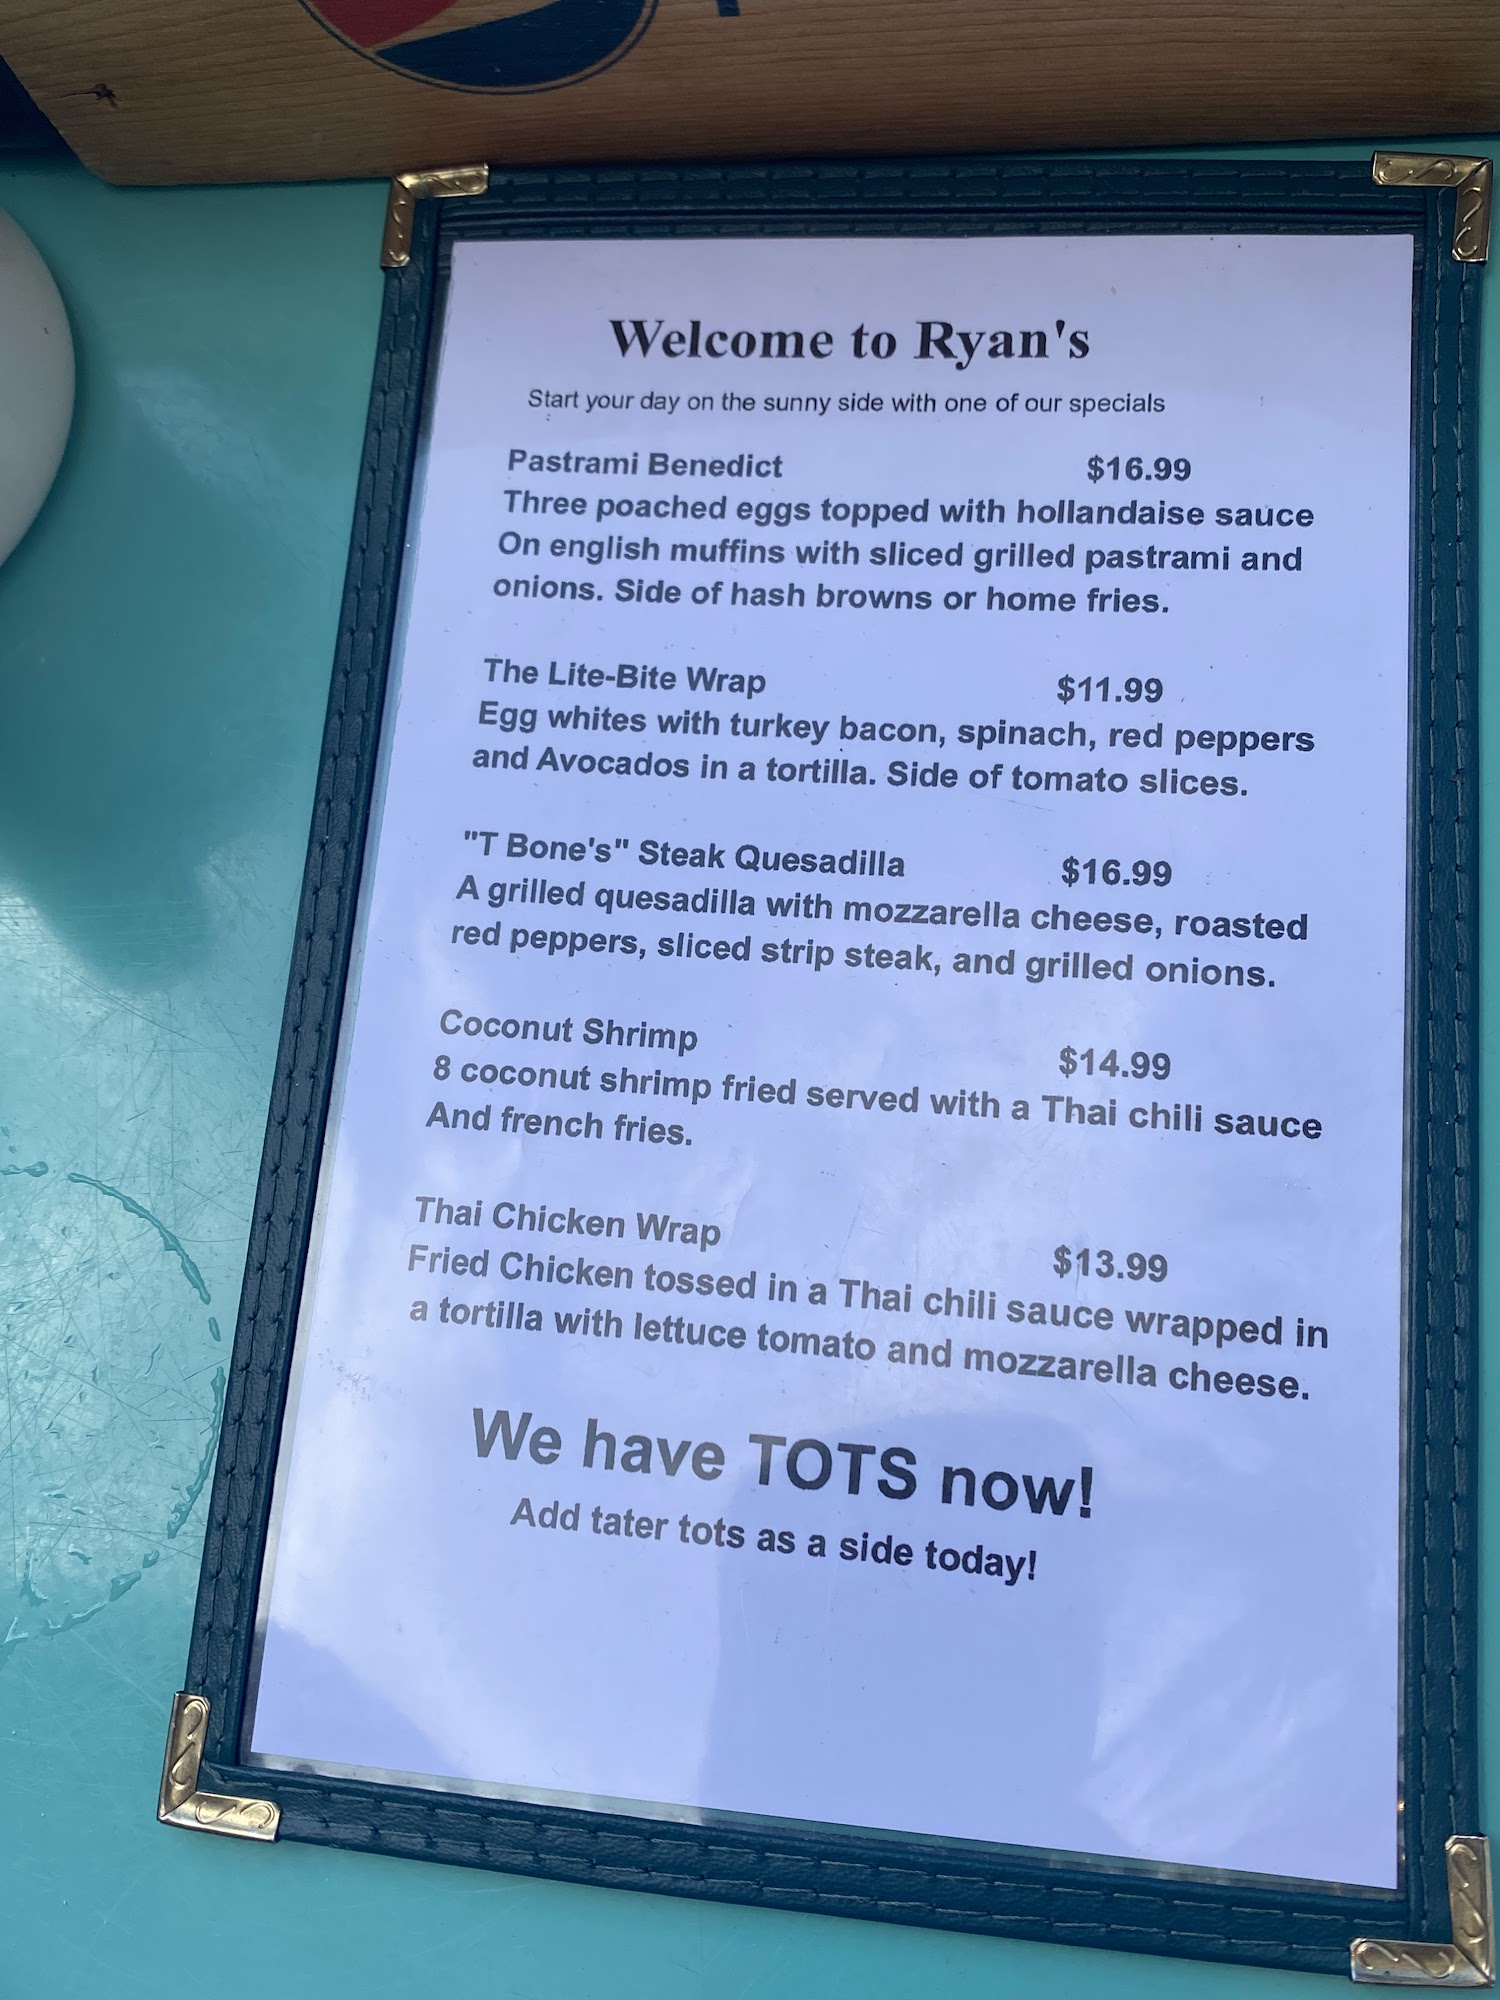 Welcome to Ryan's
Start your day on the sunny side with one of our specials
Pastrami Benedict $16.99
Three poached eggs topped with hollandaise sauce
On english muffins with sliced grilled pastrami and
onions. Side of hash browns or home fries.
The Lite-Bite Wrap $11.99
Egg whites with turkey bacon, spinach, red peppers
and Avocados in a tortilla. Side of tomato slices.
"T Bone's" Steak Quesadilla $16.99
A grilled quesadilla with mozzarella cheese, roasted
red peppers, sliced strip steak, and grilled onions.
Coconut Shrimp $14.99
8 coconut shrimp fried served with a Thai chili sauce
And french fries.
Thai Chicken Wrap $13.99
Fried Chicken tossed in a Thai chili sauce wrapped in
a tortilla with lettuce tomato and mozzarella cheese.
We have TOTS now!
Add tater tots as a side today!